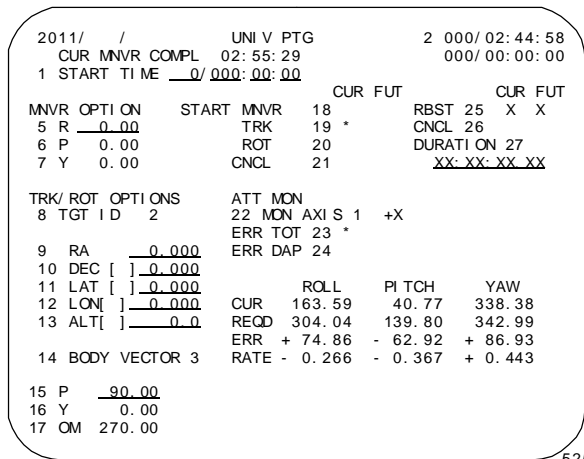 2011/ / UNIV PTG 2 000/02:44:58
CUR MNVR COMPL 02:55:29 000/00:00:00
1 START TIME 0/000:00:00
CUR FUT CUR FUT
MNVR OPTION START MNVR 18 RBST 25 X X
5 R 0.00 TRK 19 * CNCL 26
6 P 0.00 ROT 20 DURATION 27
7 Y 0.00 CNCL 21 XX:XX:XX.XX
TRK/ROT OPTIONS ATT MON
8 TGT ID 2 22 MON AXIS 1 +X
ERR TOT 23 *
9 RA 0.000 ERR DAP 24
10 DEC [ ] 0.000
11 LAT [ ] 0.000 ROLL PITCH YAW
12 LON[ ] 0.000 CUR 163.59 40.77 338.38
13 ALT[ ] 0.0 REQD 304.04 139.80 342.99
ERR + 74.86 - 62.92 + 86.93
14 BODY VECTOR 3 RATE - 0.266 - 0.367 + 0.443
15 P 90.00
16 Y 0.00
17 OM 270.00